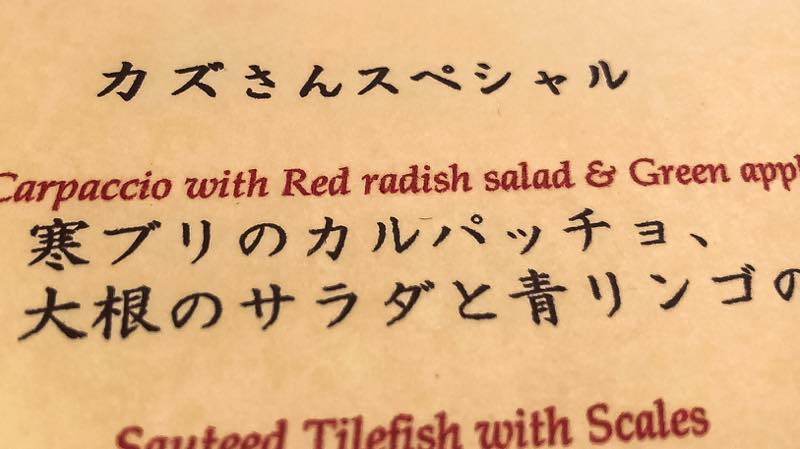 カズさんスペシャル
Carpaccio with Red radish salad & Green
寒ブリのカルパッチョ、
大根のサラダと青リンゴの
Sauteed Tilefish with Scales